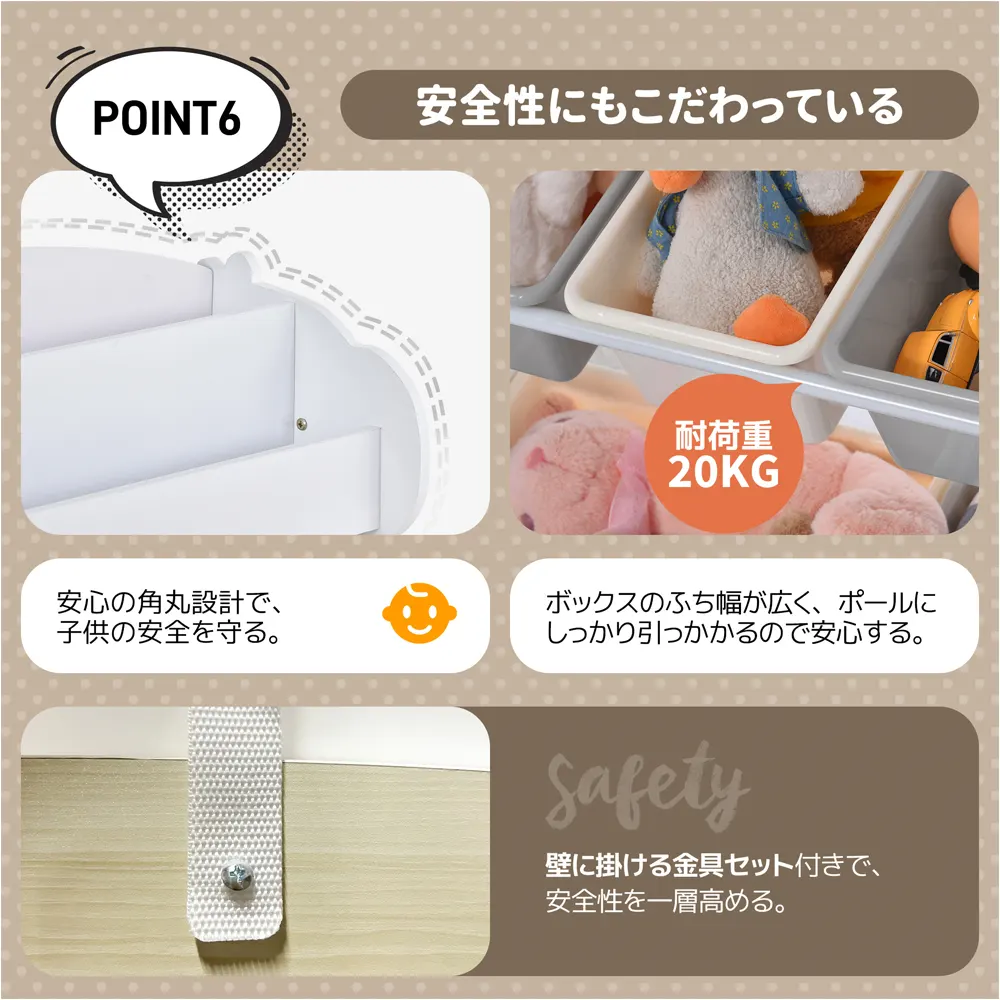 POINT6
安全性にもこだわっている
耐荷重
20KG
安心の角丸設計で、
子供の安全を守る。
ボックスのふち幅が広く、ポールに
しっかり引っかかるので安心する。
Safety
壁に掛ける金具セット付きで、
安全性を一層高める。